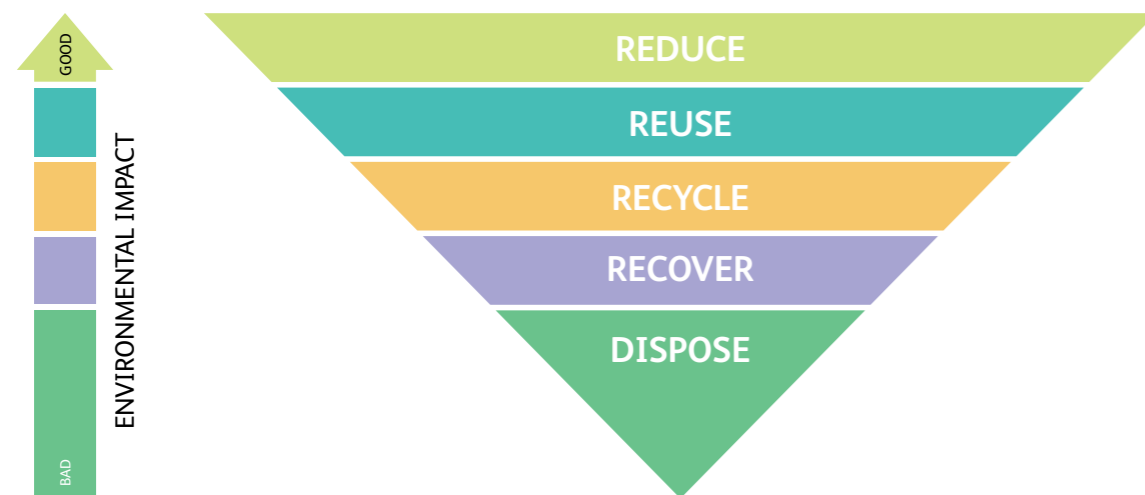 GOOD
BAD
ENVIRONMENTAL IMPACT
REDUCE
REUSE
RECYCLE
RECOVER
DISPOSE